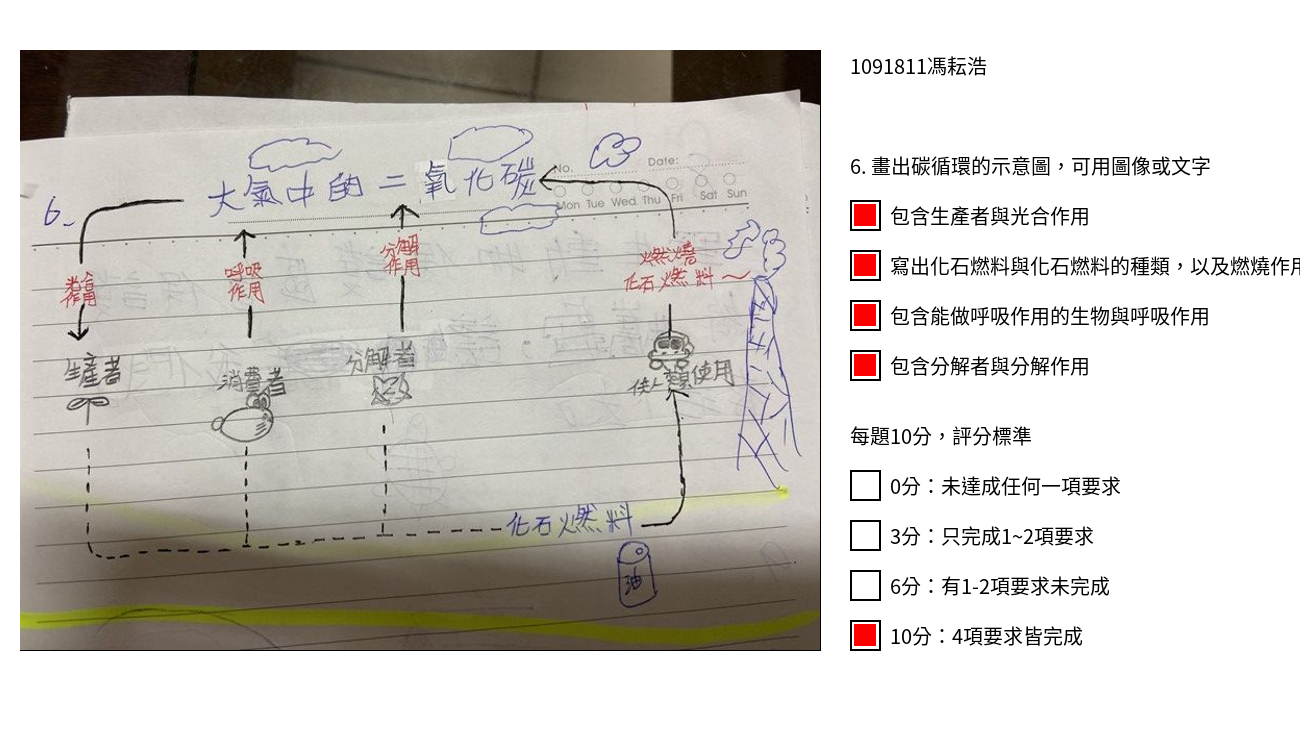 No.
Date:
Mon Tue Wed Thu Fri Sat Sun
6.
大氣中的二氧化碳
光合作用
呼吸作用
分解作用
燃燒
化石燃料
生產者
消費者
分解者
供人類使用
化石燃料
油
1091811馮耘浩
6. 畫出碳循環的示意圖，可用圖像或文字
包含生產者與光合作用
寫出化石燃料與化石燃料的種類，以及燃燒作用
包含能做呼吸作用的生物與呼吸作用
包含分解者與分解作用
每題10分，評分標準
0分：未達成任何一項要求
3分：只完成1~2項要求
6分：有1-2項要求未完成
10分：4項要求皆完成